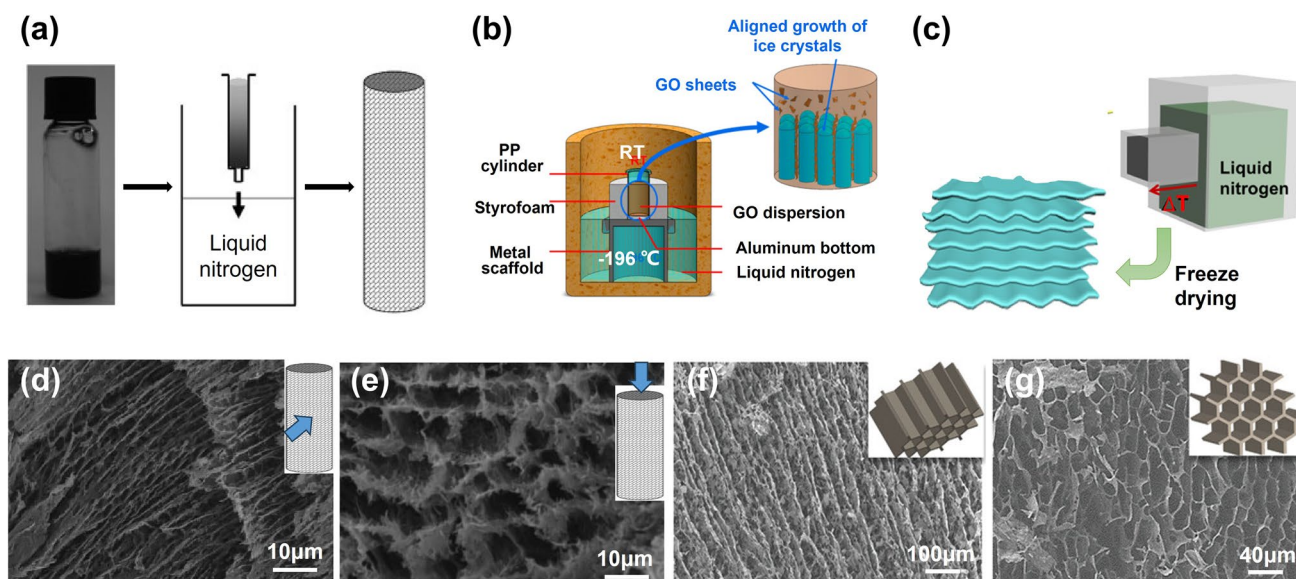 (a)
(b)
(c)
Liquid
nitrogen
Aligned growth of
ice crystals
GO sheets
PP
cylinder
RT
RT
Styrofoam
GO dispersion
Metal
scaffold
-196 ℃
Aluminum bottom
Liquid nitrogen
Liquid
nitrogen
ΔT
Freeze
drying
(d)
10μm
(e)
10μm
(f)
100μm
(g)
40μm